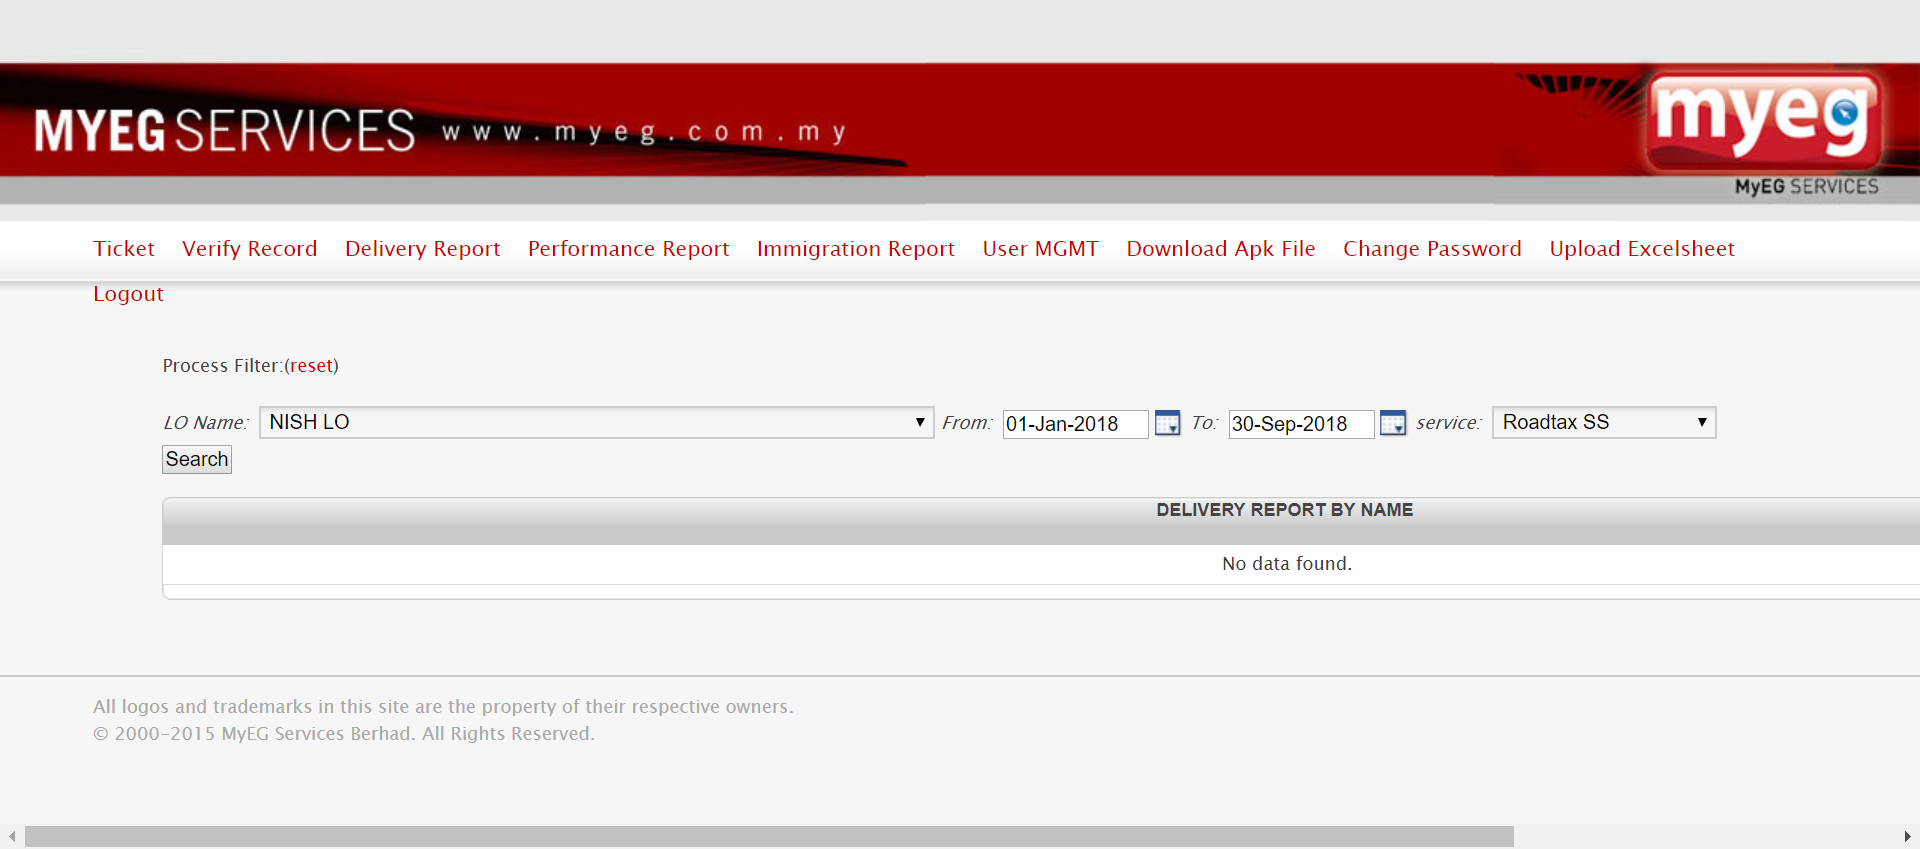 MYEG SERVICES www.myeg.com.my
myeg
MyEG SERVICES
Ticket Verify Record Delivery Report Performance Report Immigration Report User MGMT Download Apk File Change Password Upload Excelsheet
Logout
Process Filter:(reset)
LO Name: NISH LO From: 01-Jan-2018 To: 30-Sep-2018 service: Roadtax SS
Search
DELIVERY REPORT BY NAME
No data found.
All logos and trademarks in this site are the property of their respective owners.
© 2000-2015 MyEG Services Berhad. All Rights Reserved.